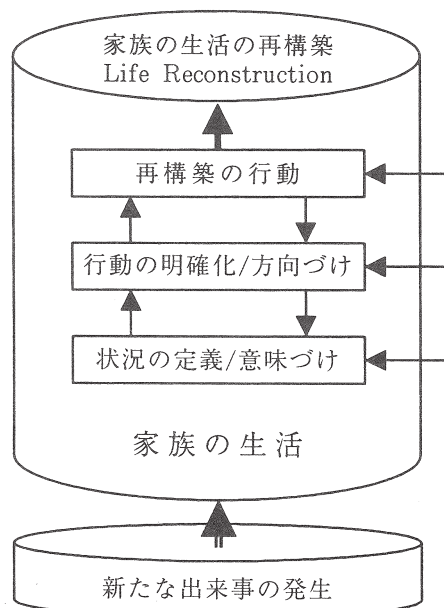 家族の生活の再構築
Life Reconstruction
再構築の行動
行動の明確化/方向づけ
状況の定義/意味づけ
家族の生活
新たな出来事の発生